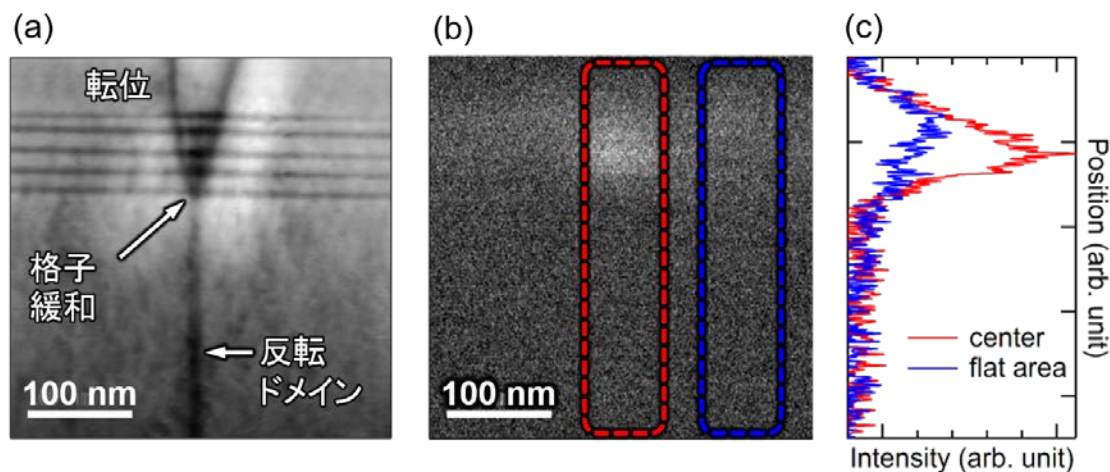 (a)
転位
格子
緩和
反転
ドメイン
100 nm
(b)
100 nm
(c)
Position (arb. unit)
center
flat area
Intensity (arb. unit)